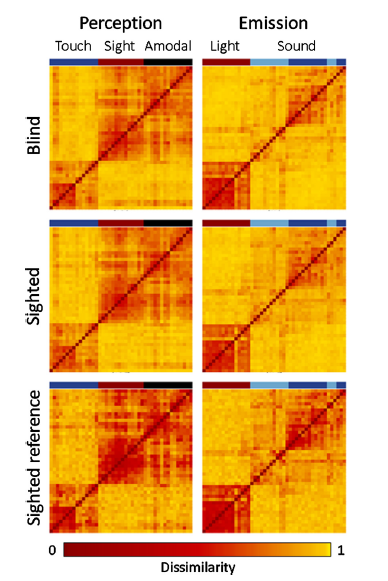 Perception Emission
Touch Sight Amodal Light Sound
Blind
Sighted
Sighted reference
0 1
Dissimilarity